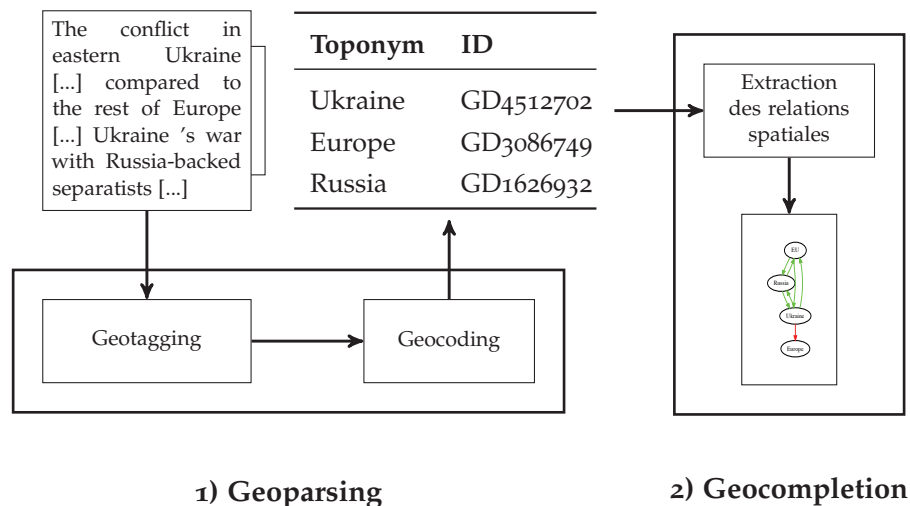 The conflict in
eastern Ukraine
[...] compared to
the rest of Europe
[...] Ukraine 's war
with Russia-backed
separatists [...]
Toponym ID
Ukraine GD4512702
Europe GD3086749
Russia GD1626932
Extraction
des relations
spatiales
EU
Russia
Ukraine
Europe
Geotagging
Geocoding
1) Geoparsing
2) Geocompletion